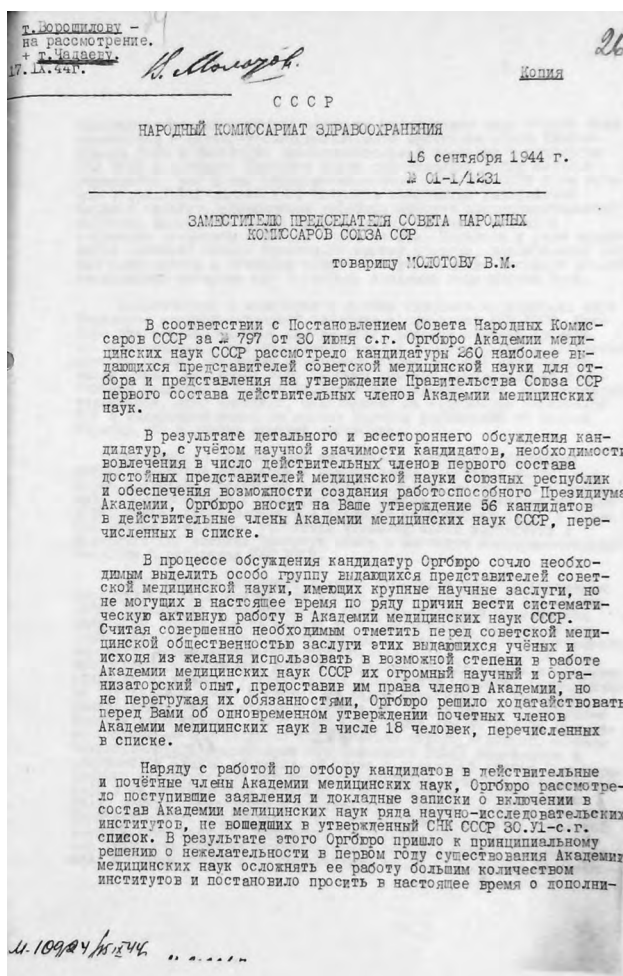 т.Ворошилову –
на рассмотрение.
+ т.Чадаеву.
17.IX.44г.
В. Молотов.
26
Копия
С С С Р
НАРОДНЫЙ КОМИССАРИАТ ЗДРАВООХРАНЕНИЯ
16 сентября 1944 г.
№ 01-1/1231
ЗАМЕСТИТЕЛЮ ПРЕДСЕДАТЕЛЯ СОВЕТА НАРОДНЫХ
КОМИССАРОВ СОЮЗА ССР
товарищу МОЛОТОВУ В.М.
В соответствии с Постановлением Совета Народных Комис-
саров СССР за № 797 от 30 июня с.г. Оргбюро Академии меди-
цинских наук СССР рассмотрело кандидатуры 260 наиболее вы-
дающихся представителей советской медицинской науки для от-
бора и представления на утверждение Правительства Союза ССР
первого состава действительных членов Академии медицинских
наук.
В результате детального и всестороннего обсуждения кан-
дидатур, с учётом научной значимости кандидатов, необходимости
вовлечения в число действительных членов первого состава
достойных представителей медицинской науки союзных республик
и обеспечения возможности создания работоспособного Президиума
Академии, Оргбюро вносит на Ваше утверждение 56 кандидатов
в действительные члены Академии медицинских наук СССР, пере-
численных в списке.
В процессе обсуждения кандидатур Оргбюро сочло необхо-
димым выделить особо группу выдающихся представителей совет-
ской медицинской науки, имеющих крупные научные заслуги, но
не могущих в настоящее время по ряду причин вести системати-
ческую активную работу в Академии медицинских наук СССР.
Считая совершенно необходимым отметить перед советской меди-
цинской общественностью заслуги этих выдающихся учёных и
исходя из желания использовать в возможной степени в работе
Академии медицинских наук СССР их огромный научный и орга-
низаторский опыт, предоставив им права членов Академии, но
не перегружая их обязанностями, Оргбюро решило ходатайствовать
перед Вами об одновременном утверждении почетных членов
Академии медицинских наук в числе 18 человек, перечисленных
в списке.
Наряду с работой по отбору кандидатов в действительные
и почётные члены Академии медицинских наук, Оргбюро рассмотре-
ло поступившие заявления и докладные записки о включении в
состав Академии медицинских наук ряда научно-исследовательских
институтов, не вошедших в утвержденный СНК СССР 30.У1-с.г.
список. В результате этого Оргбюро пришло к принципиальному
решению о нежелательности в первом году существования Академии
медицинских наук осложнять ее работу большим количеством
институтов и постановило просить в настоящее время о дополни-